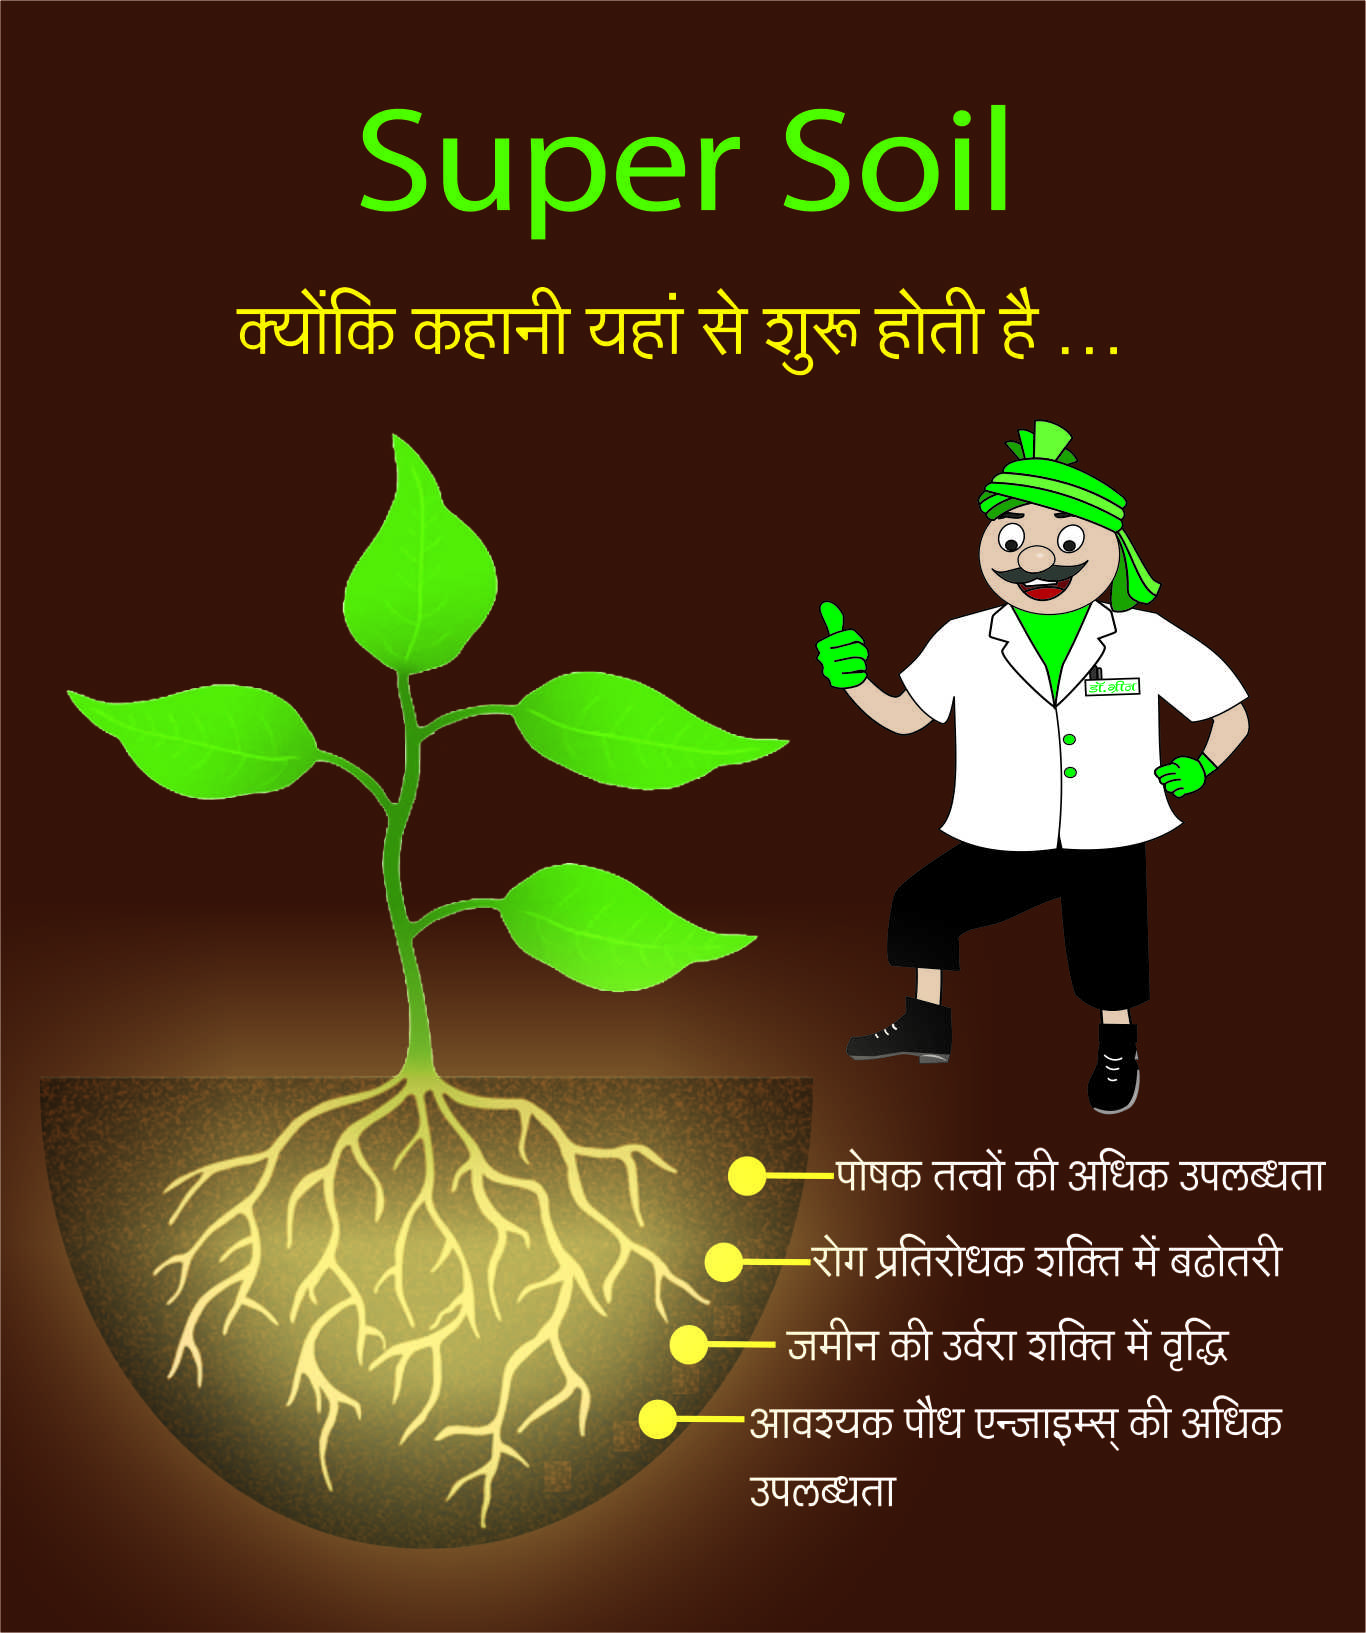 Super Soil
क्योंकि कहानी यहां से शुरू होती है ...
डॉ.ग्रीन
पोषक तत्वों की अधिक उपलब्धता
रोग प्रतिरोधक शक्ति में बढोतरी
जमीन की उर्वरा शक्ति में वृद्धि
आवश्यक पौध एन्जाइम्स् की अधिक
उपलब्धता